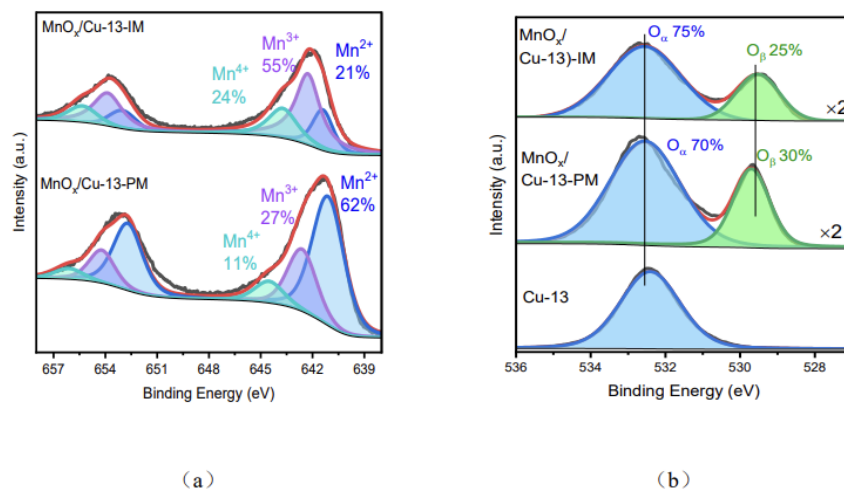 MnOₓ/Cu-13-IM
Mn³⁺
55%
Mn²⁺
21%
Mn⁴⁺
24%
MnOₓ/Cu-13-PM
Mn³⁺
27%
Mn²⁺
62%
Mn⁴⁺
11%
Intensity (a.u.)
657 654 651 648 645 642 639
Binding Energy (eV)
(a)
b
MnOₓ/
Cu-13)-IM
Oα 75%
Oβ 25%
×2
MnOₓ/
Cu-13-PM
Oα 70%
Oβ 30%
×2
Cu-13
Intensity (a.u.)
536 534 532 530 528
Binding Energy (eV)
(b)